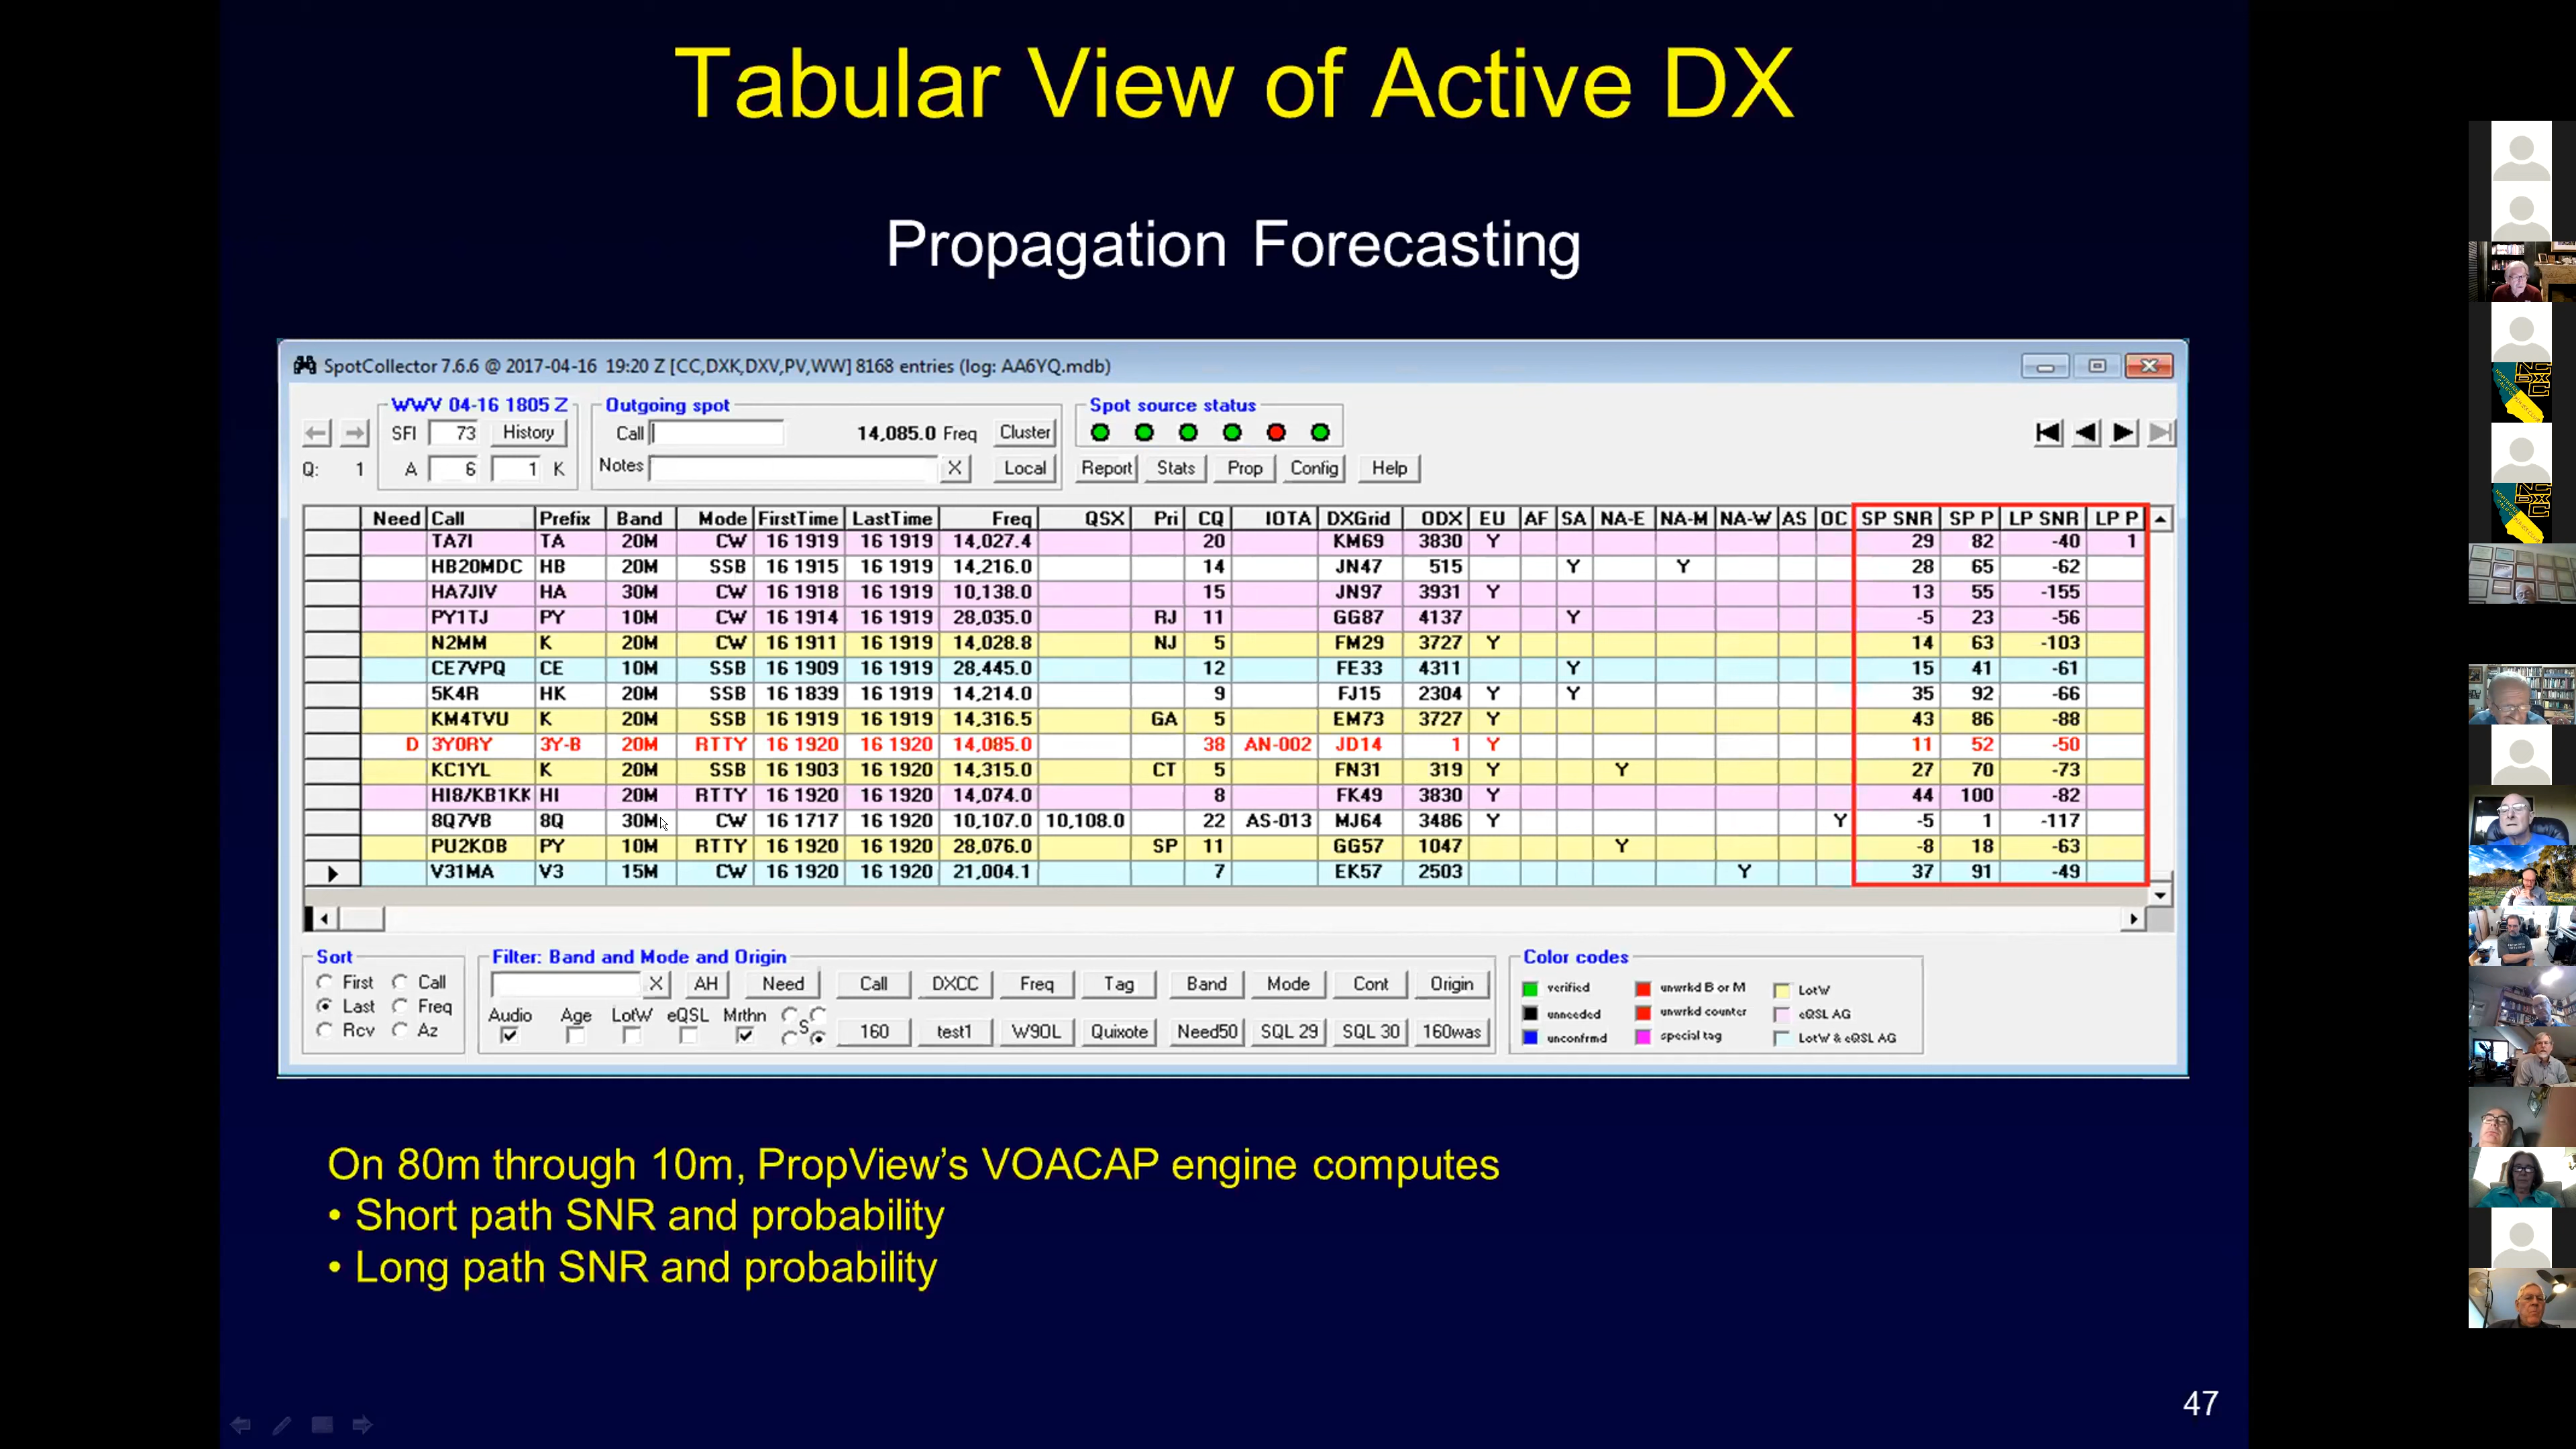 Tabular View of Active DX
Propagation Forecasting
SpotCollector 7.6.6 @ 2017-04-16 19:20 Z [CC,DXK,DXV,PV,WW] 8168 entries (log: AA6YQ.mdb)
WWV 04-16 1805 Z Outgoing spot Spot source status
SFI 73 History Call 14,085.0 Freq Cluster
Q: 1 A 6 1 K Notes X Local Report Stats Prop Config Help
Need Call Prefix Band Mode FirstTime LastTime Freq QSX Pri CQ IOTA DXGrid ODX EU AF SA NA-E NA-M NA-W AS OC SP SNR SP P LP SNR LP P
TA7I TA 20M CW 16 1919 16 1919 14,027.4 20 KM69 3830 Y 29 82 -40 1
HB20MDC HB 20M SSB 16 1915 16 1919 14,216.0 14 JN47 515 Y Y 28 65 -62
HA7JIV HA 30M CW 16 1918 16 1919 10,138.0 15 JN97 3931 Y 13 55 -155
PY1TJ PY 10M CW 16 1914 16 1919 28,035.0 RJ 11 GG87 4137 Y -5 23 -56
N2MM K 20M CW 16 1911 16 1919 14,028.8 NJ 5 FM29 3727 Y 14 63 -103
CE7VPQ CE 10M SSB 16 1909 16 1919 28,445.0 12 FE33 4311 Y 15 41 -61
5K4R HK 20M SSB 16 1839 16 1919 14,214.0 9 FJ15 2304 Y Y 35 92 -66
KM4TVU K 20M SSB 16 1919 16 1919 14,316.5 GA 5 EM73 3727 Y 43 86 -88
D 3Y0RY 3Y-B 20M RTTY 16 1920 16 1920 14,085.0 38 AN-002 JD14 1 Y 11 52 -50
KC1YL K 20M SSB 16 1903 16 1920 14,315.0 CT 5 FN31 319 Y Y 27 70 -73
HI8/KB1KK HI 20M RTTY 16 1920 16 1920 14,074.0 8 FK49 3830 Y 44 100 -82
8Q7VB 8Q 30M CW 16 1717 16 1920 10,107.0 10,108.0 22 AS-013 MJ64 3486 Y Y -5 1 -117
PU2KOB PY 10M RTTY 16 1920 16 1920 28,076.0 SP 11 GG57 1047 Y -8 18 -63
V31MA V3 15M CW 16 1920 16 1920 21,004.1 7 EK57 2503 Y 37 91 -49
Sort Filter: Band and Mode and Origin Color codes
First Call X AH Need Call DXCC Freq Tag Band Mode Cont Origin verified unwrkd B or M LotW
Last Freq Audio Age LotW eQSL Mrthn S unneeded unwrkd counter eQSL AG
Rcv Az 160 test1 W9OL Quixote Need50 SQL 29 SQL 30 160was unconfrmd special tag LotW & eQSL AG
On 80m through 10m, PropView’s VOACAP engine computes
• Short path SNR and probability
• Long path SNR and probability
47